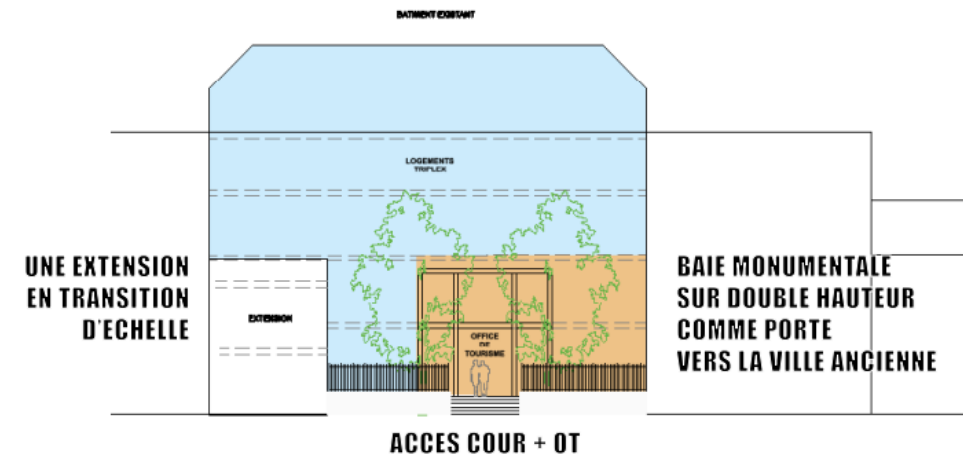 BATIMENT EXISTANT
LOGEMENTS
TRIPLEX
UNE EXTENSION
EN TRANSITION
D'ECHELLE
EXTENSION
OFFICE
DE
TOURISME
BAIE MONUMENTALE
SUR DOUBLE HAUTEUR
COMME PORTE
VERS LA VILLE ANCIENNE
ACCES COUR + OT